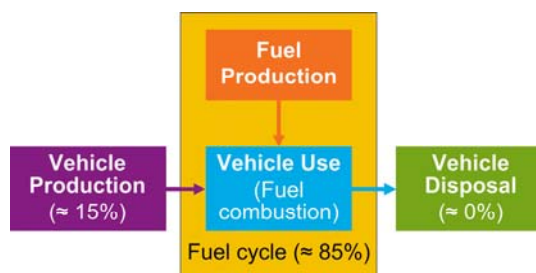 Fuel
Production
Vehicle
Production
(≈ 15%)
Vehicle Use
(Fuel
combustion)
Vehicle
Disposal
(≈ 0%)
Fuel cycle (≈ 85%)